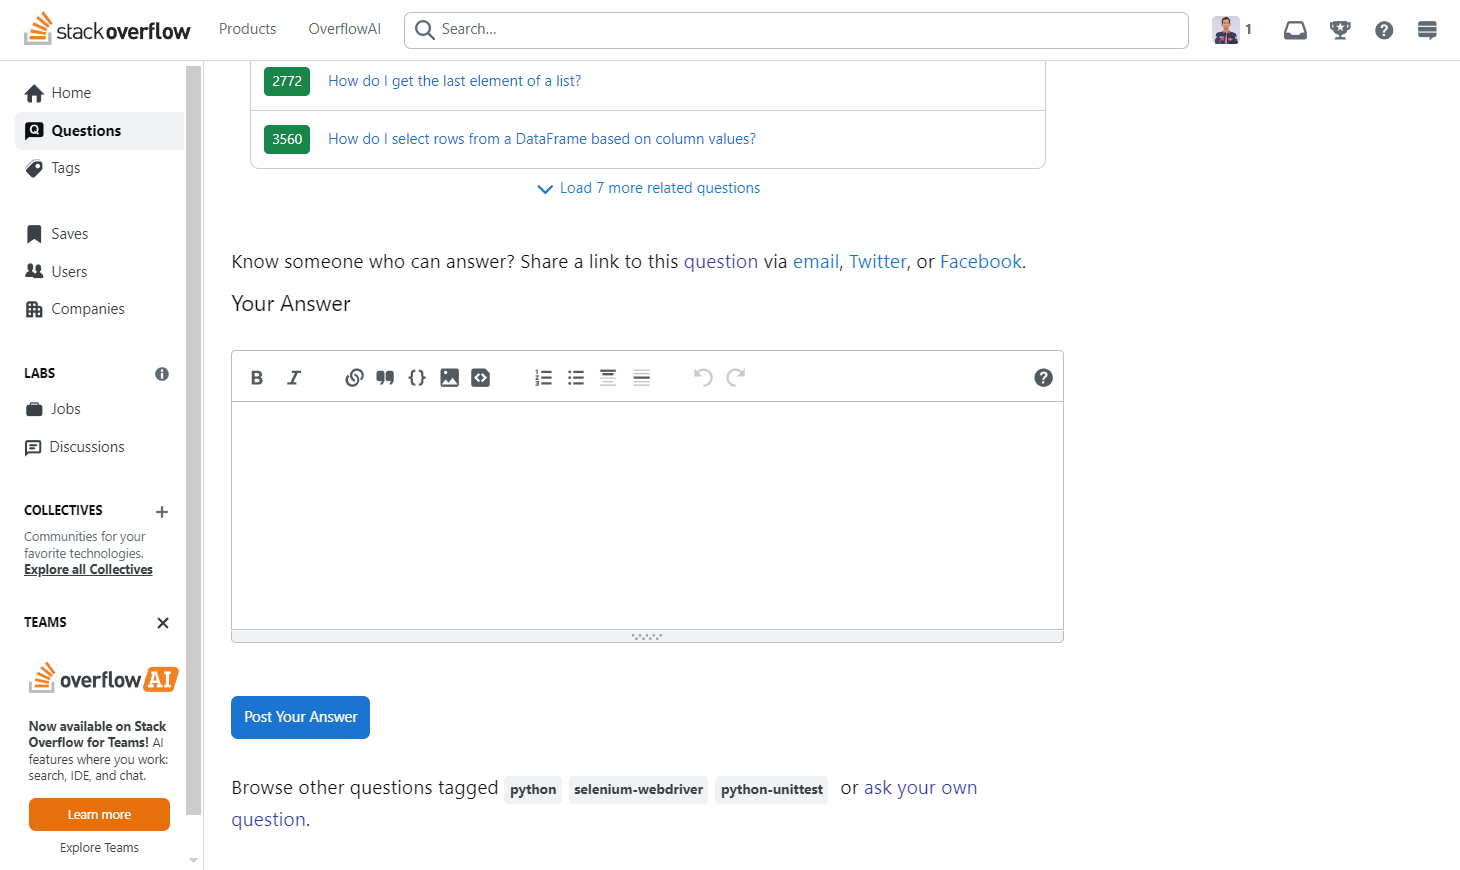 stack overflow
Products
OverflowAI
Search...
1
Home
Questions
Tags
Saves
Users
Companies
LABS
Jobs
Discussions
COLLECTIVES
Communities for your
favorite technologies.
Explore all Collectives
TEAMS
overflow AI
Now available on Stack
Overflow for Teams! AI
features where you work:
search, IDE, and chat.
Learn more
Explore Teams
2772 How do I get the last element of a list?
3560 How do I select rows from a DataFrame based on column values?
Load 7 more related questions
Know someone who can answer? Share a link to this question via email, Twitter, or Facebook.
Your Answer
Post Your Answer
Browse other questions tagged python selenium-webdriver python-unittest or ask your own
question.